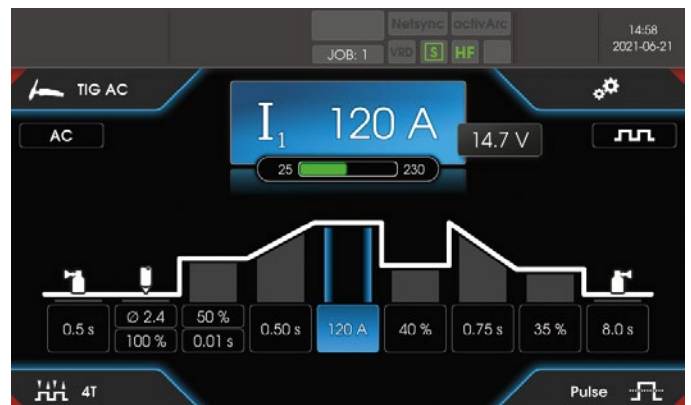 Netsync activArc
JOB: 1 VRD S HF
14:58
2021-06-21
TIG AC
AC
I1 120 A
14.7 V
25 230
0.5 s
Ø 2.4
100 %
50 %
0.01 s
0.50 s
120 A
40 %
0.75 s
35 %
8.0 s
4T
Pulse